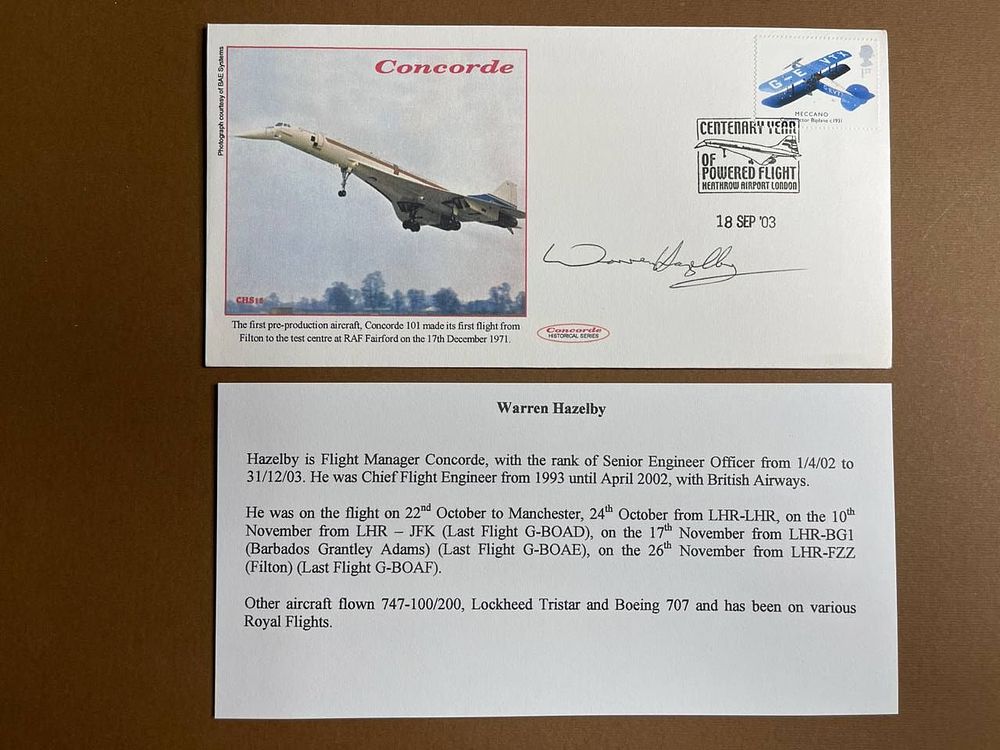 Photograph courtesy of BAE Systems
Concorde
CHS16
The first pre-production aircraft, Concorde 101 made its first flight from
Filton to the test centre at RAF Fairford on the 17th December 1971.
G-EVTX
1st
MECCANO
Biplane c.1931
CENTENARY YEAR
OF
POWERED FLIGHT
HEATHROW AIRPORT LONDON
18 SEP '03
Warren Hazelby
Concorde
HISTORICAL SERIES
Warren Hazelby
Hazelby is Flight Manager Concorde, with the rank of Senior Engineer Officer from 1/4/02 to
31/12/03. He was Chief Flight Engineer from 1993 until April 2002, with British Airways.
He was on the flight on 22nd October to Manchester, 24th October from LHR-LHR, on the 10th
November from LHR – JFK (Last Flight G-BOAD), on the 17th November from LHR-BG1
(Barbados Grantley Adams) (Last Flight G-BOAE), on the 26th November from LHR-FZZ
(Filton) (Last Flight G-BOAF).
Other aircraft flown 747-100/200, Lockheed Tristar and Boeing 707 and has been on various
Royal Flights.